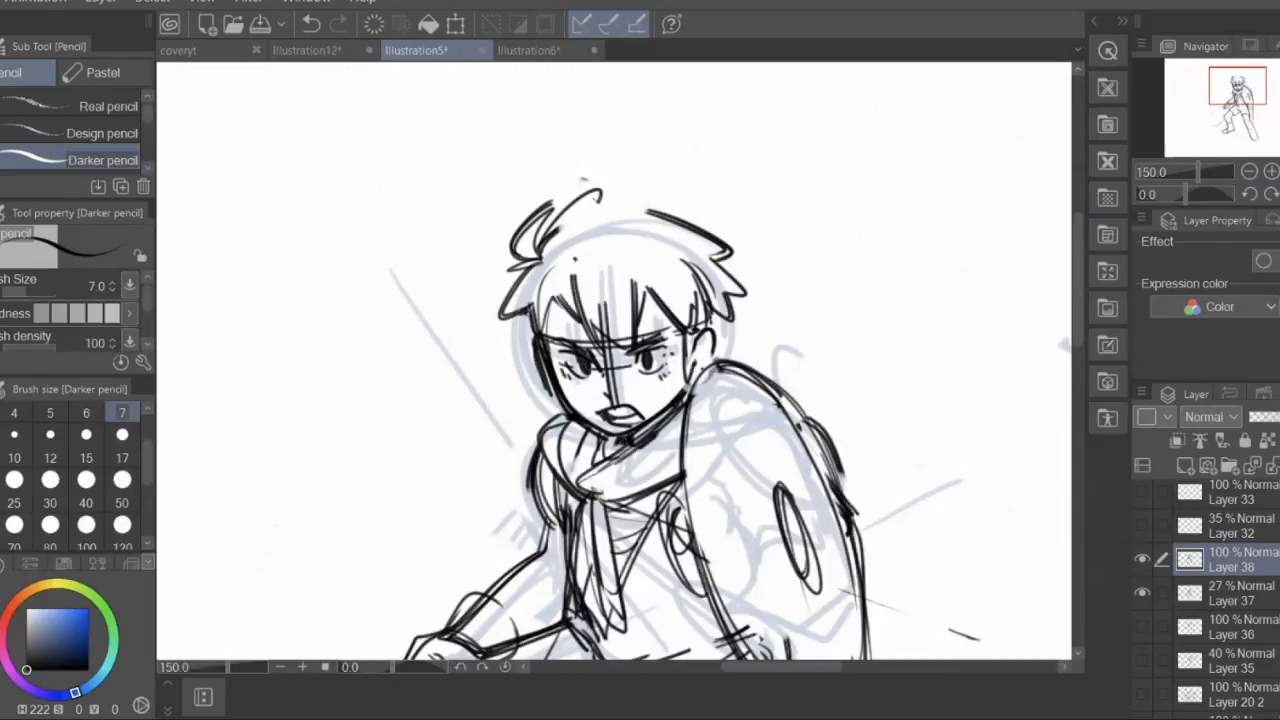 Sub Tool [Pencil]
encil
Pastel
Real pencil
Design pencil
Darker pencil
Tool property [Darker pencil]
pencil
sh Size
7.0
dness
sh density
100
Brush size [Darker pencil]
4 5 6 7
10 12 15 17
25 30 40 50
70 80 100 120
H 222 S 0 V 0
coveryt
Illustration12*
Illustration5*
Illustration6*
150.0
0.0
Navigator
150.0
0.0
Layer Property
Effect
Expression color
Color
Layer
Normal
100 % Normal
Layer 33
35 % Normal
Layer 32
100 % Normal
Layer 38
27 % Normal
Layer 37
100 % Normal
Layer 36
40 % Normal
Layer 35
100 % Normal
Layer 20 2